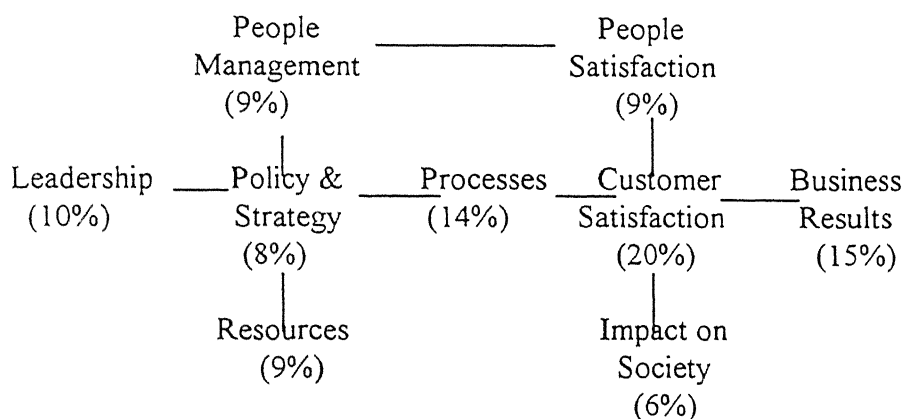 People
Management
(9%)
People
Satisfaction
(9%)
Leadership
(10%)
Policy &
Strategy
(8%)
Processes
(14%)
Customer
Satisfaction
(20%)
Business
Results
(15%)
Resources
(9%)
Impact on
Society
(6%)